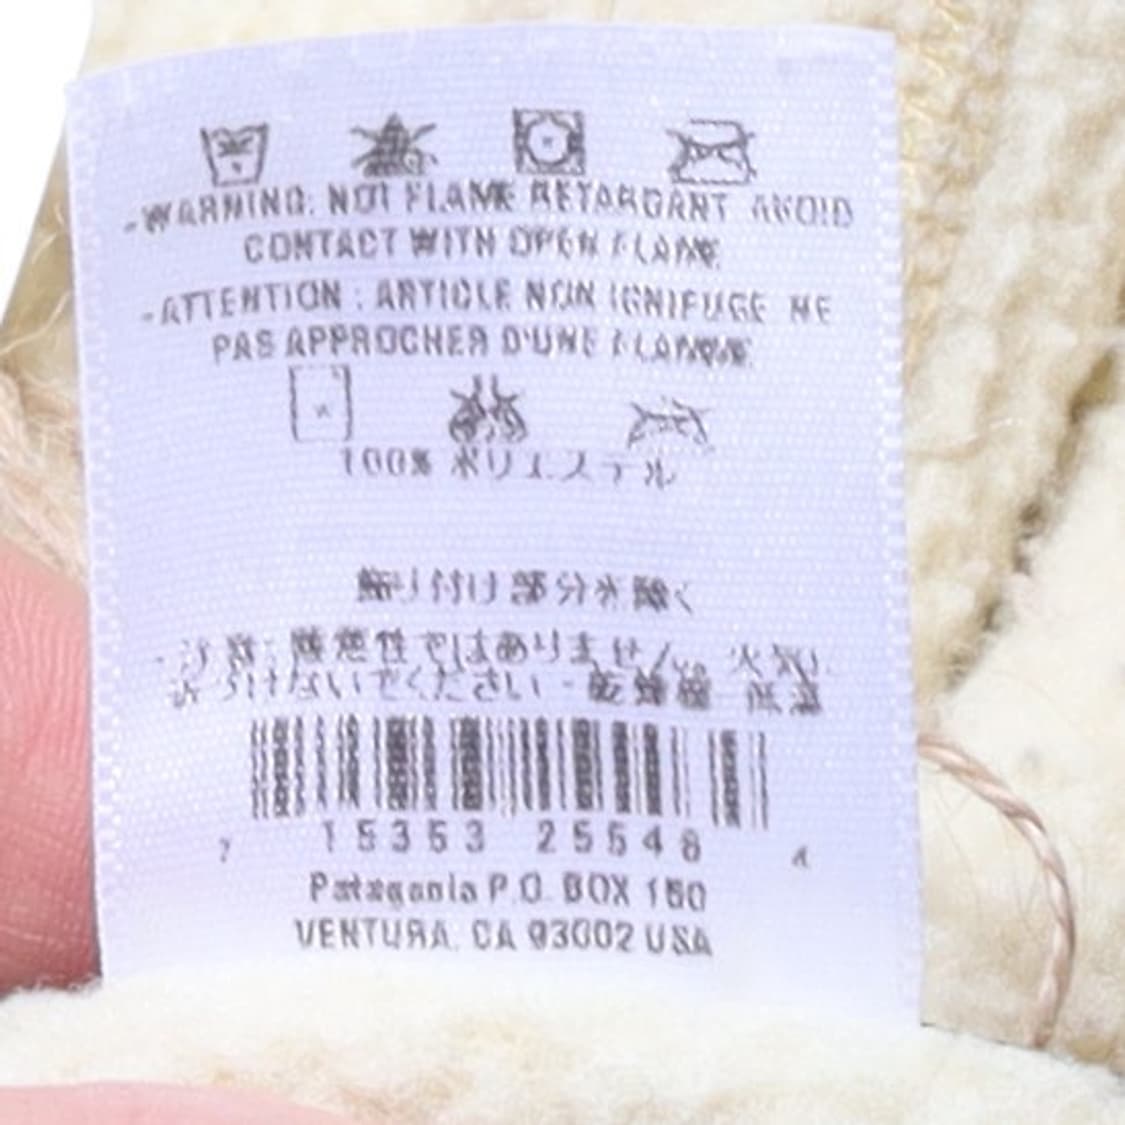 -WARNING: NOT FLAME RETARDANT AVOID
CONTACT WITH OPEN FLAME.
-ATTENTION : ARTICLE NON IGNIFUGE NE
PAS APPROCHER D'UNE FLAMME.
100% ポリエステル
飾り付け部分を除く
-注意: 難燃性ではありません。火気に
近づけないでください -乾燥機 低温
7 15353 25548
Patagonia P.O. BOX 150
VENTURA, CA 93002 USA